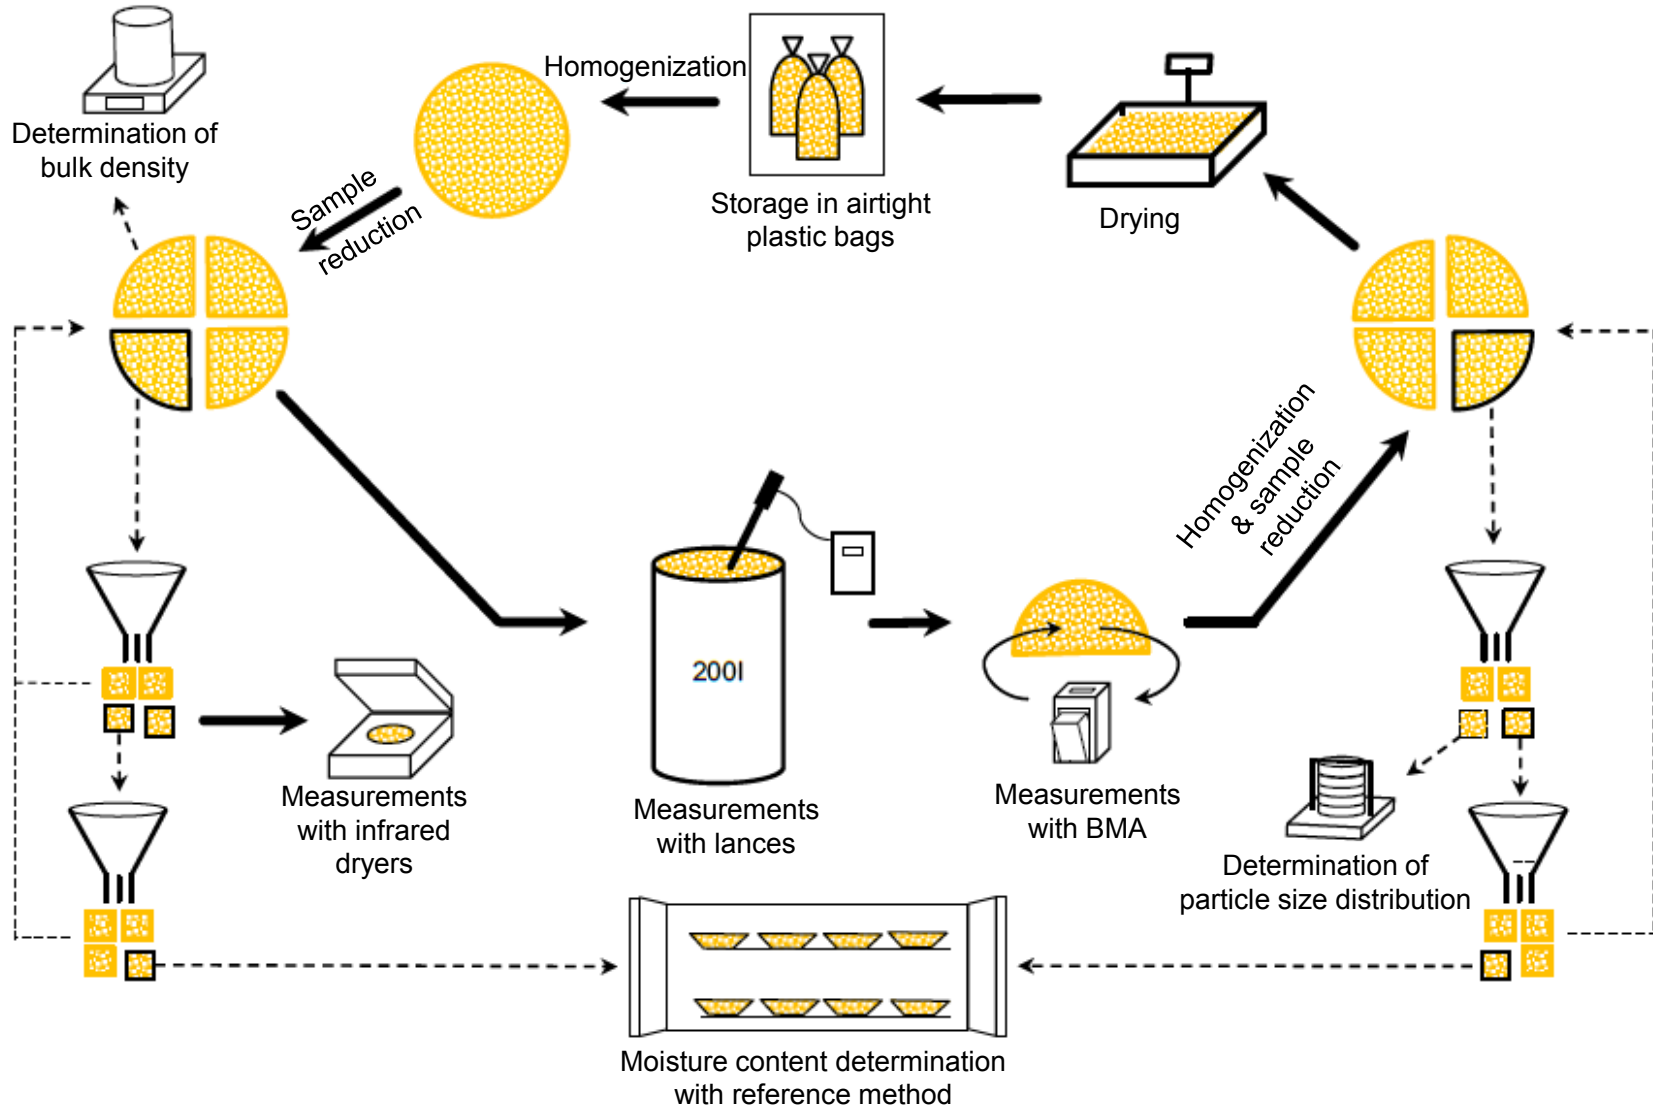 Homogenization
Determination of
bulk density
Sample
reduction
Storage in airtight
plastic bags
Drying
Homogenization
& sample
reduction
200l
Measurements
with infrared
dryers
Measurements
with lances
Measurements
with BMA
Determination of
particle size distribution
Moisture content determination
with reference method